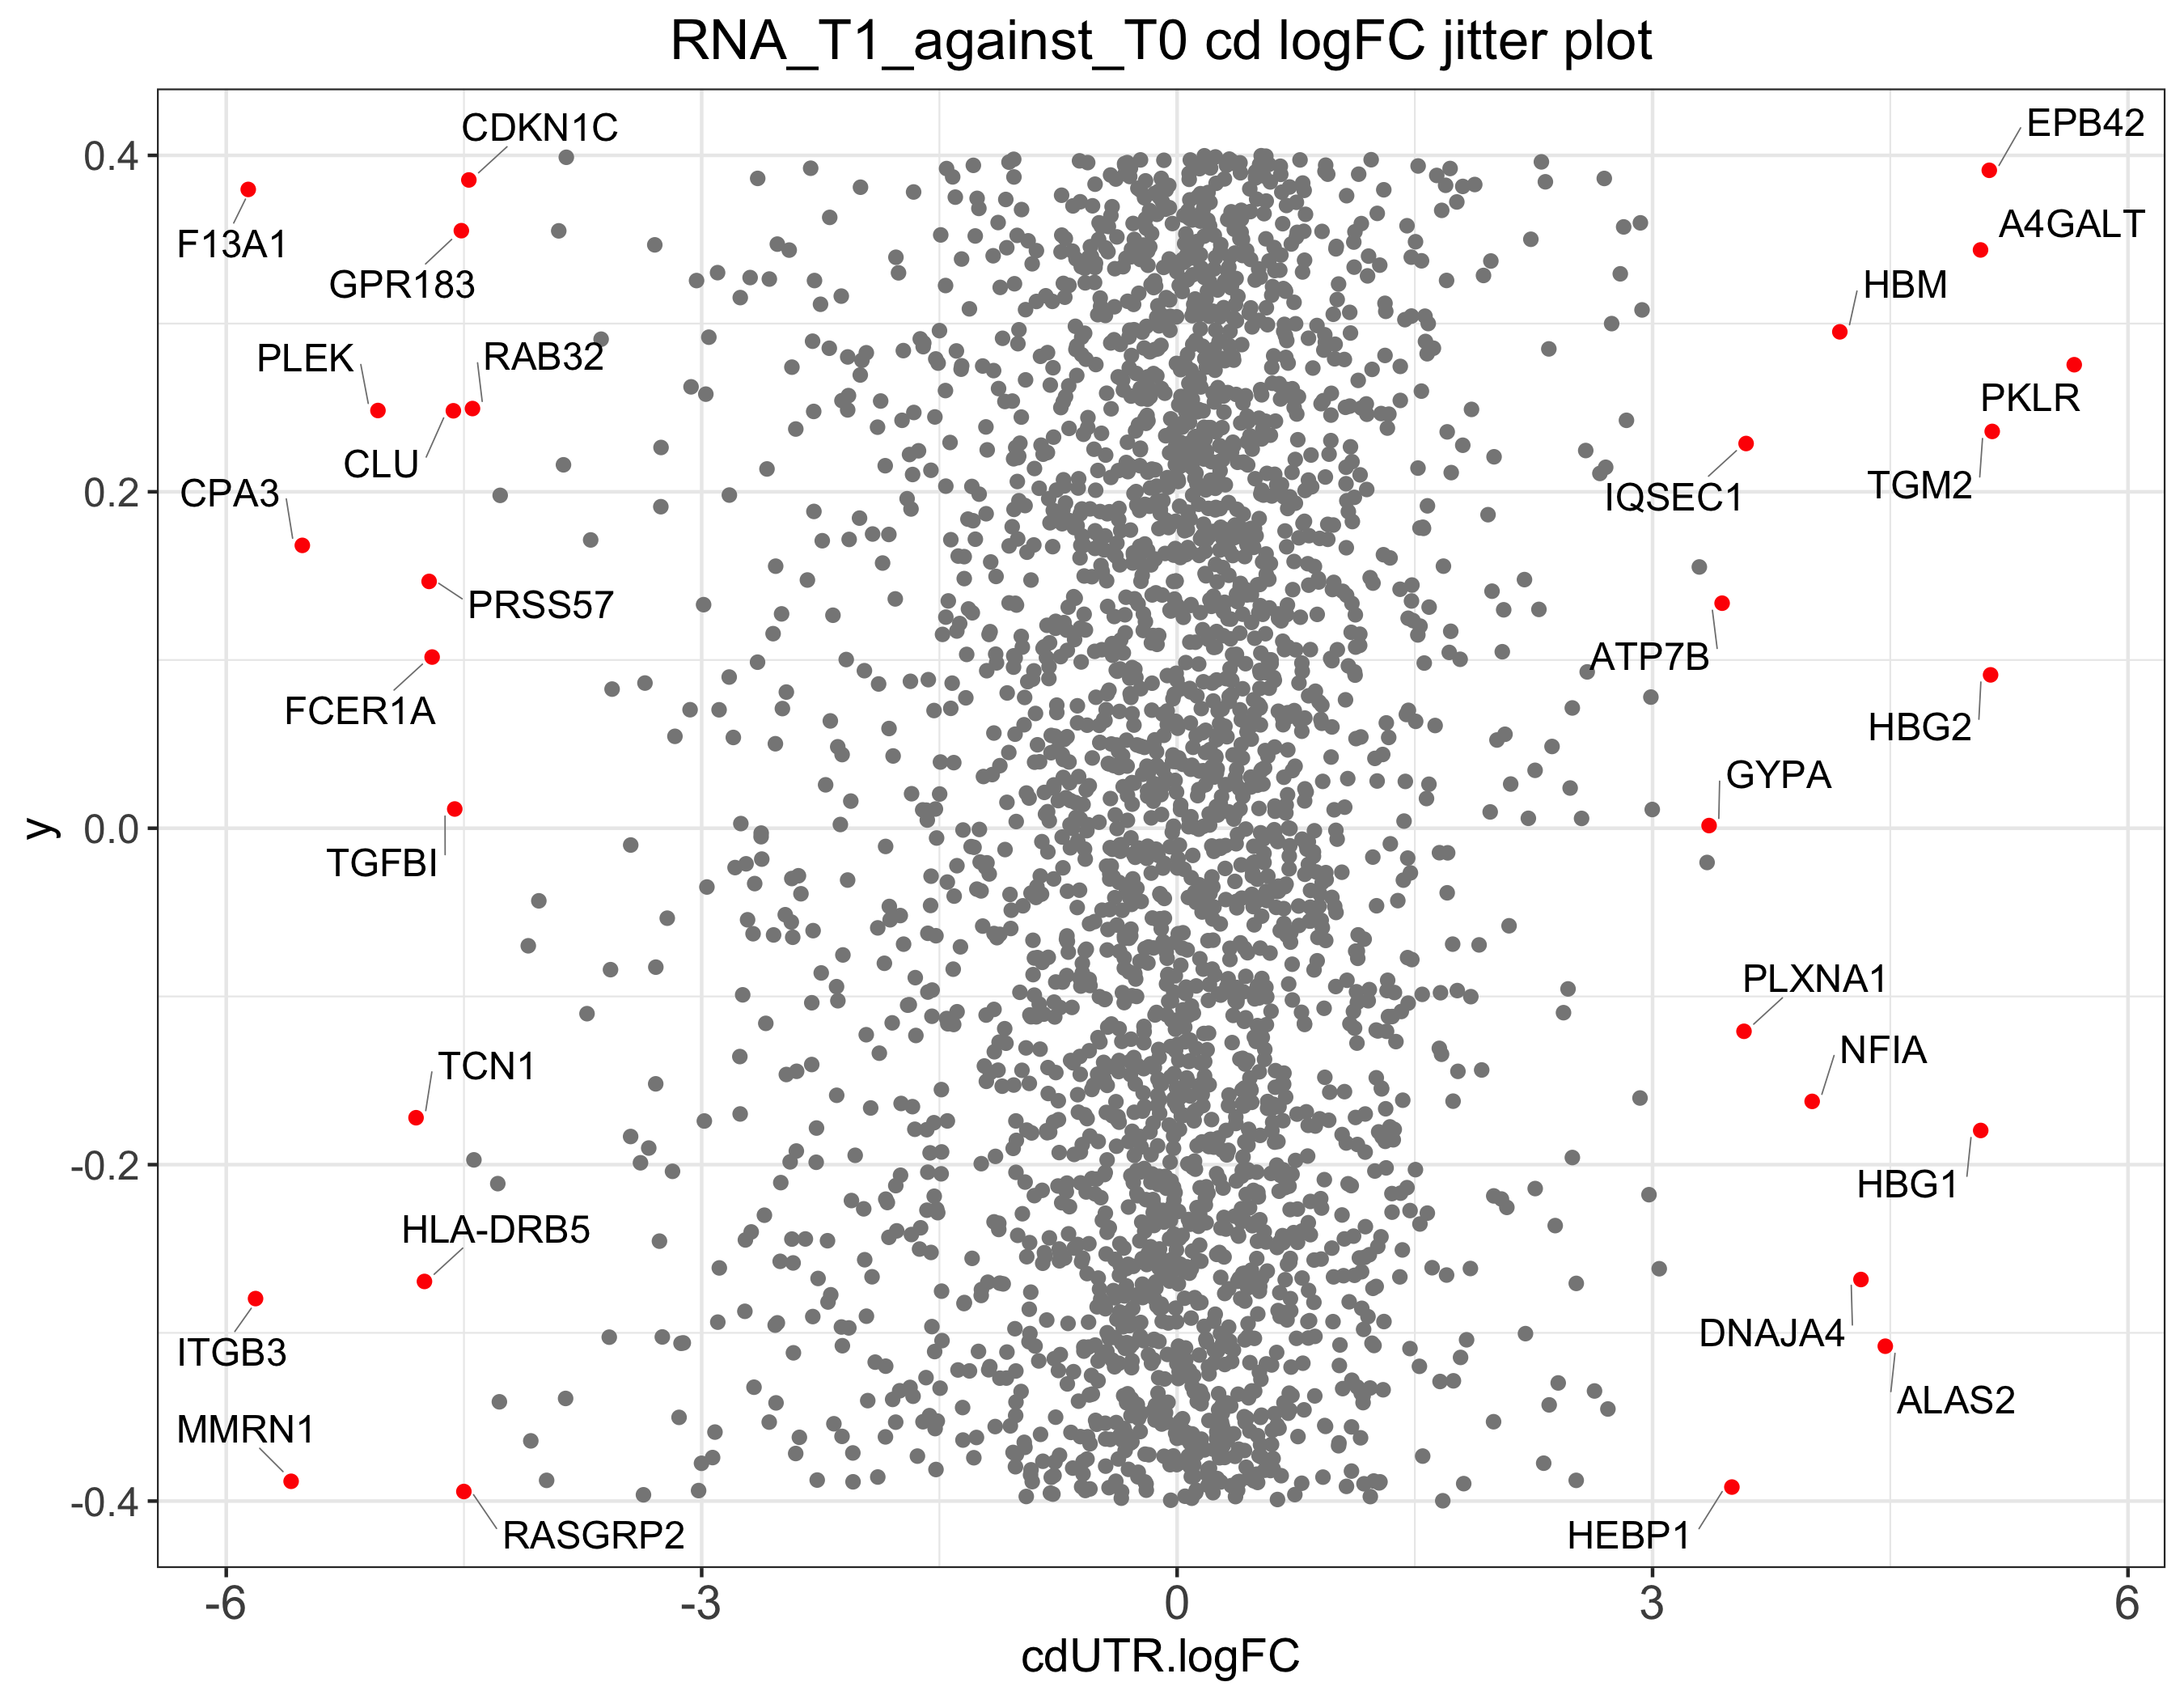 RNA_T1_against_T0 cd logFC jitter plot
EPB42
CDKN1C
0.4
A4GALT
F13A1
GPR183
HBM
PLEK
RAB32
PKLR
CLU
TGM2
CPA3
0.2
IQSEC1
PRSS57
ATP7B
FCER1A
HBG2
GYPA
y
0.0
TGFBI
PLXNA1
NFIA
TCN1
-0.2
HBG1
HLA-DRB5
DNAJA4
ITGB3
ALAS2
MMRN1
-0.4
RASGRP2
HEBP1
-6 -3 0 3 6
cdUTR.logFC